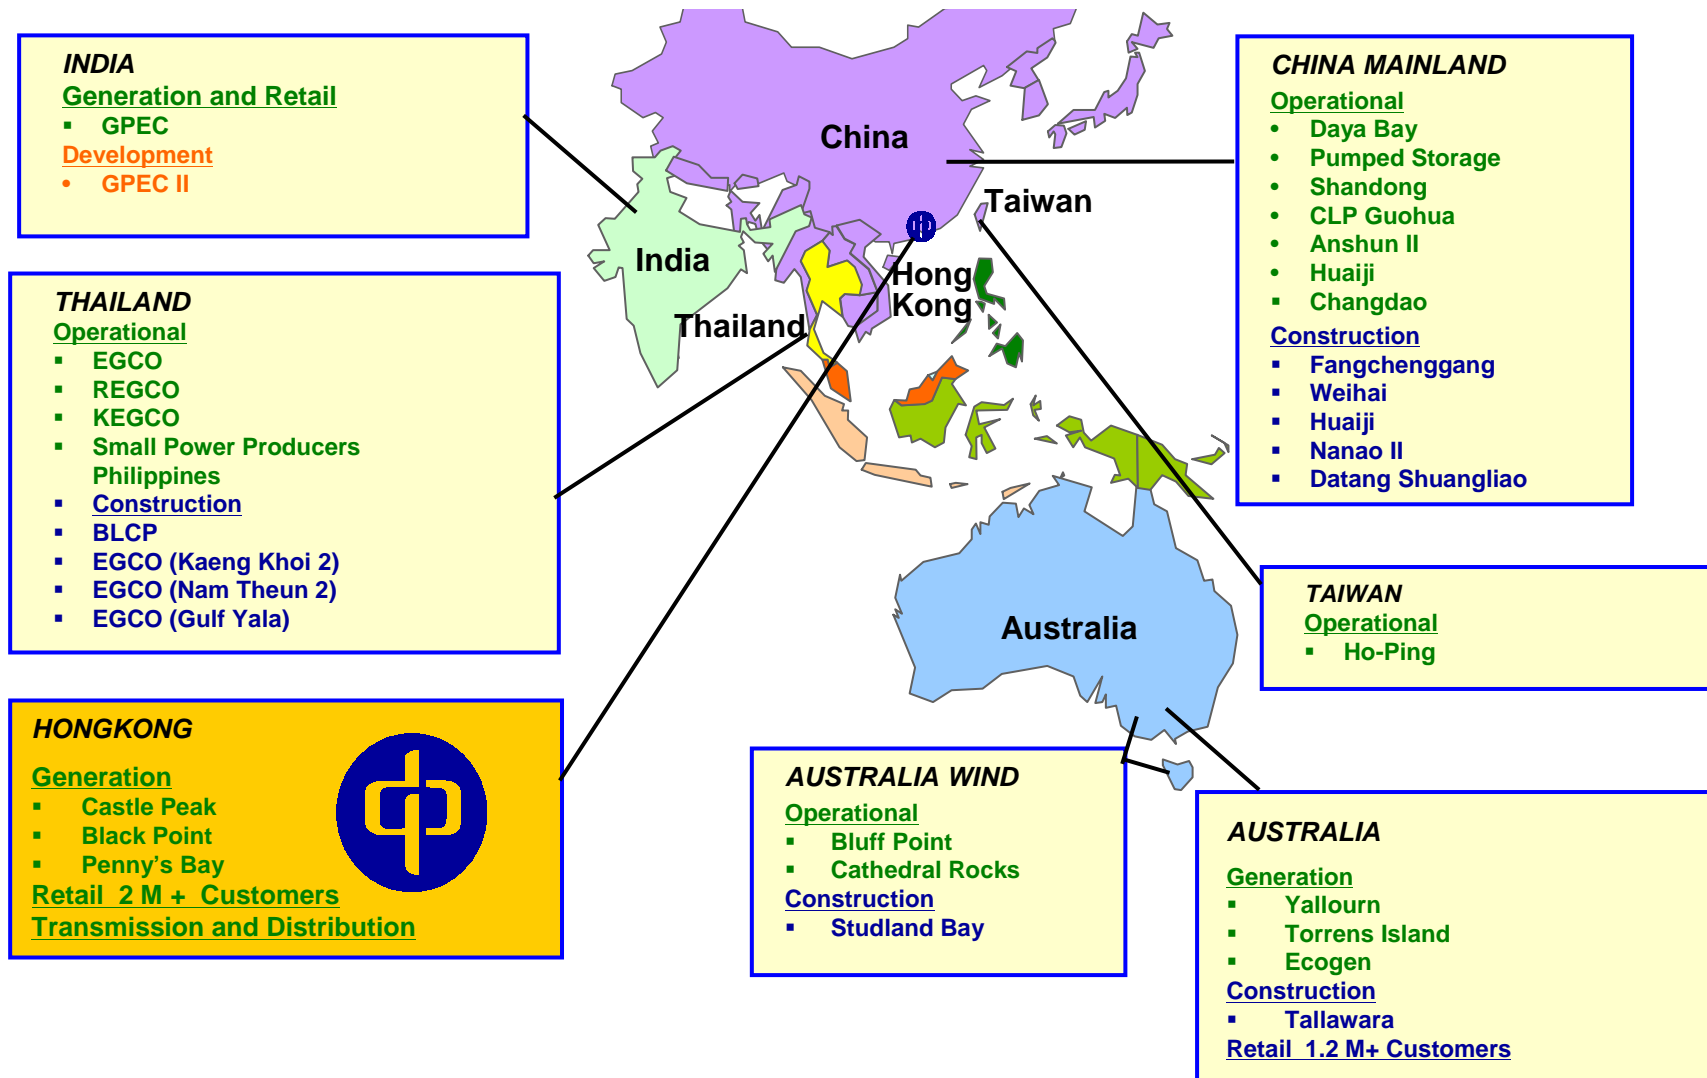 INDIA
Generation and Retail
▪ GPEC
Development
• GPEC II
THAILAND
Operational
▪ EGCO
▪ REGCO
▪ KEGCO
▪ Small Power Producers
Philippines
▪ Construction
▪ BLCP
▪ EGCO (Kaeng Khoi 2)
▪ EGCO (Nam Theun 2)
▪ EGCO (Gulf Yala)
HONGKONG
Generation
▪ Castle Peak
▪ Black Point
▪ Penny’s Bay
Retail 2 M + Customers
Transmission and Distribution
China
Taiwan
India
Hong
Kong
Thailand
Australia
CHINA MAINLAND
Operational
• Daya Bay
• Pumped Storage
• Shandong
• CLP Guohua
• Anshun II
• Huaiji
▪ Changdao
Construction
▪ Fangchenggang
▪ Weihai
▪ Huaiji
▪ Nanao II
▪ Datang Shuangliao
TAIWAN
Operational
▪ Ho-Ping
AUSTRALIA WIND
Operational
▪ Bluff Point
▪ Cathedral Rocks
Construction
▪ Studland Bay
AUSTRALIA
Generation
▪ Yallourn
▪ Torrens Island
▪ Ecogen
Construction
▪ Tallawara
Retail 1.2 M+ Customers